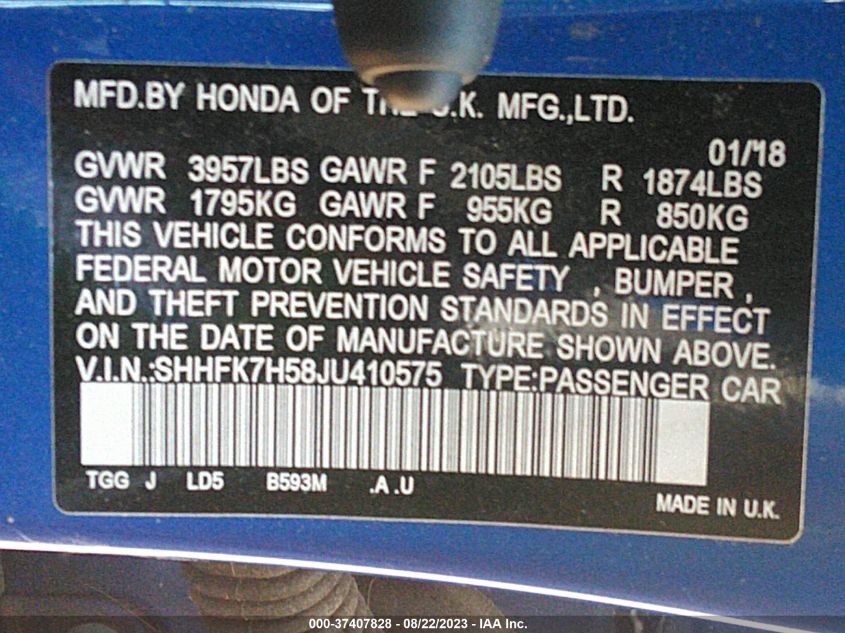 MFD.BY HONDA OF THE U.K. MFG.,LTD.
01/'18
GVWR 3957LBS GAWR F 2105LBS R 1874LBS
GVWR 1795KG GAWR F 955KG R 850KG
THIS VEHICLE CONFORMS TO ALL APPLICABLE
FEDERAL MOTOR VEHICLE SAFETY , BUMPER ,
AND THEFT PREVENTION STANDARDS IN EFFECT
ON THE DATE OF MANUFACTURE SHOWN ABOVE.
V.I.N.:SHHFK7H58JU410575 TYPE:PASSENGER CAR
TGG J LD5 B593M .A .U
MADE IN U.K.
000-37407828 - 08/22/2023 - IAA Inc.